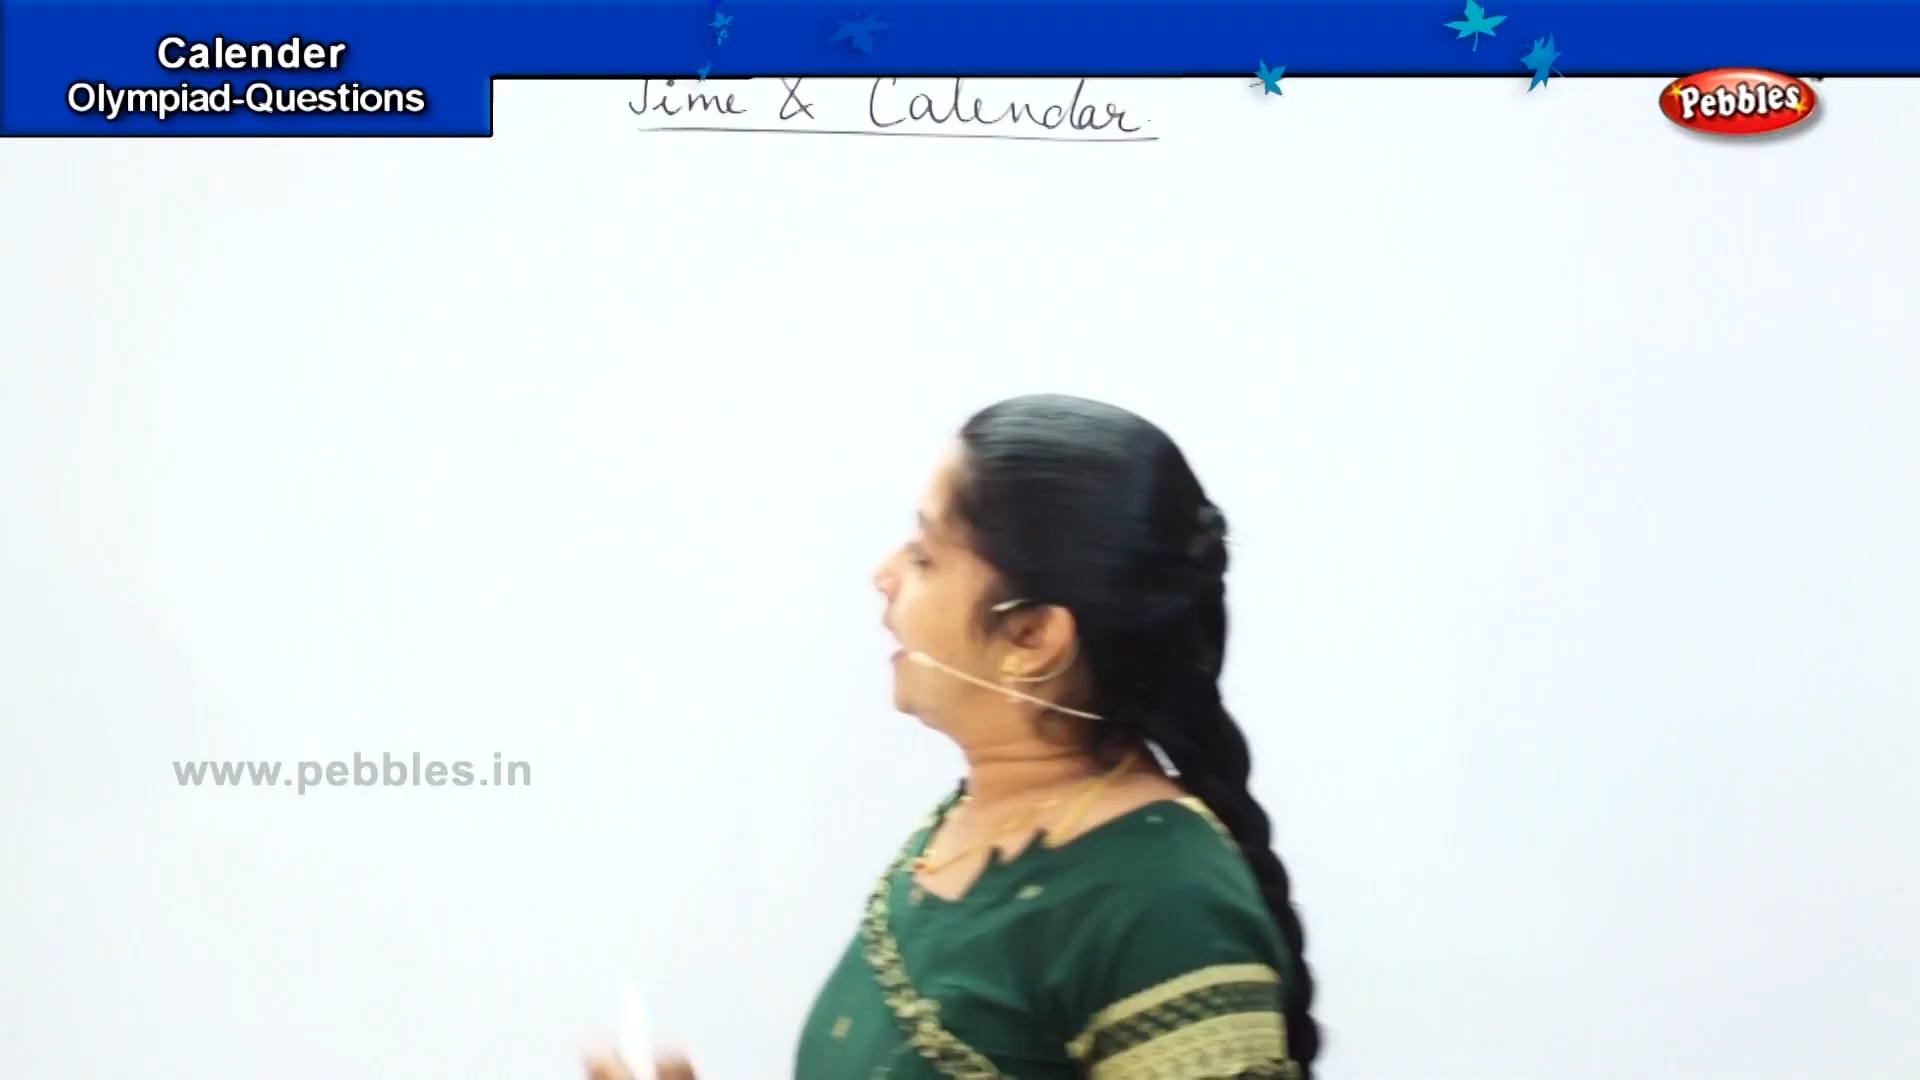 Calender
Olympiad-Questions
Time & Calendar
Pebbles
www.pebbles.in